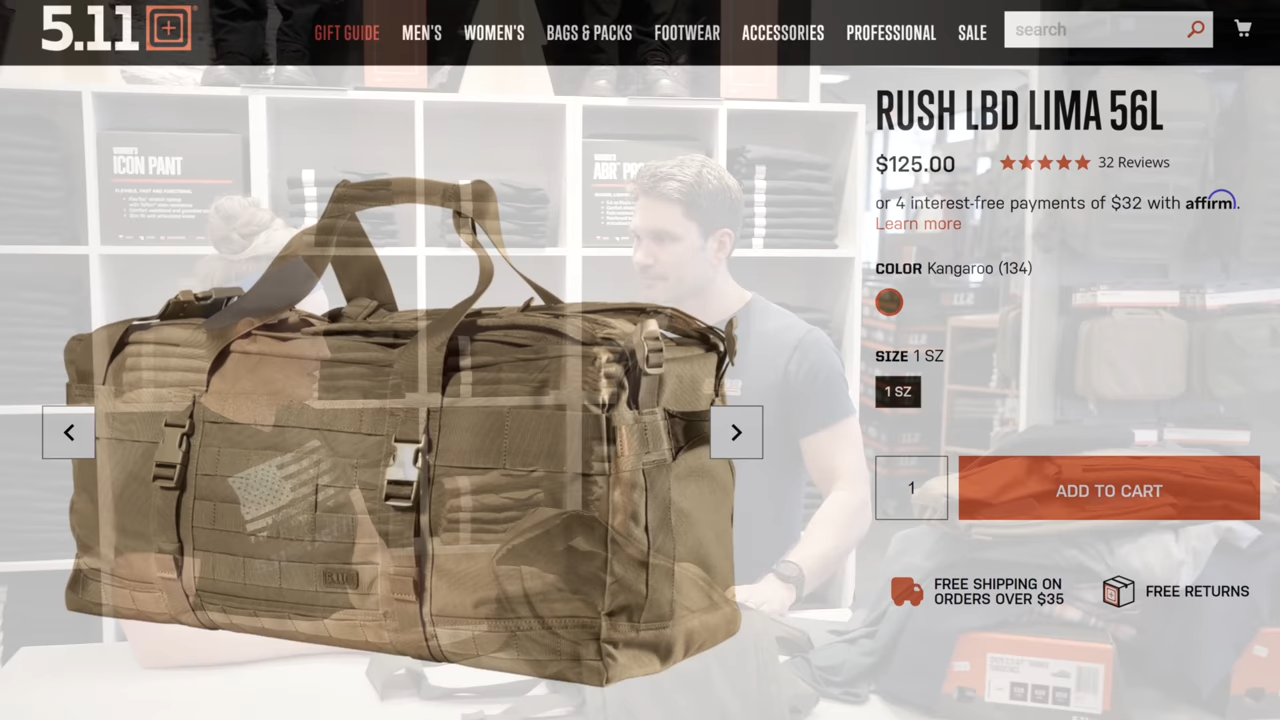 5.11
GIFT GUIDE
MEN'S
WOMEN'S
BAGS & PACKS
FOOTWEAR
ACCESSORIES
PROFESSIONAL
SALE
search
RUSH LBD LIMA 56L
$125.00
32 Reviews
or 4 interest-free payments of $32 with affirm.
Learn more
COLOR Kangaroo (134)
SIZE 1 SZ
1 SZ
1
ADD TO CART
FREE SHIPPING ON
ORDERS OVER $35
FREE RETURNS
ICON PANT
5.11